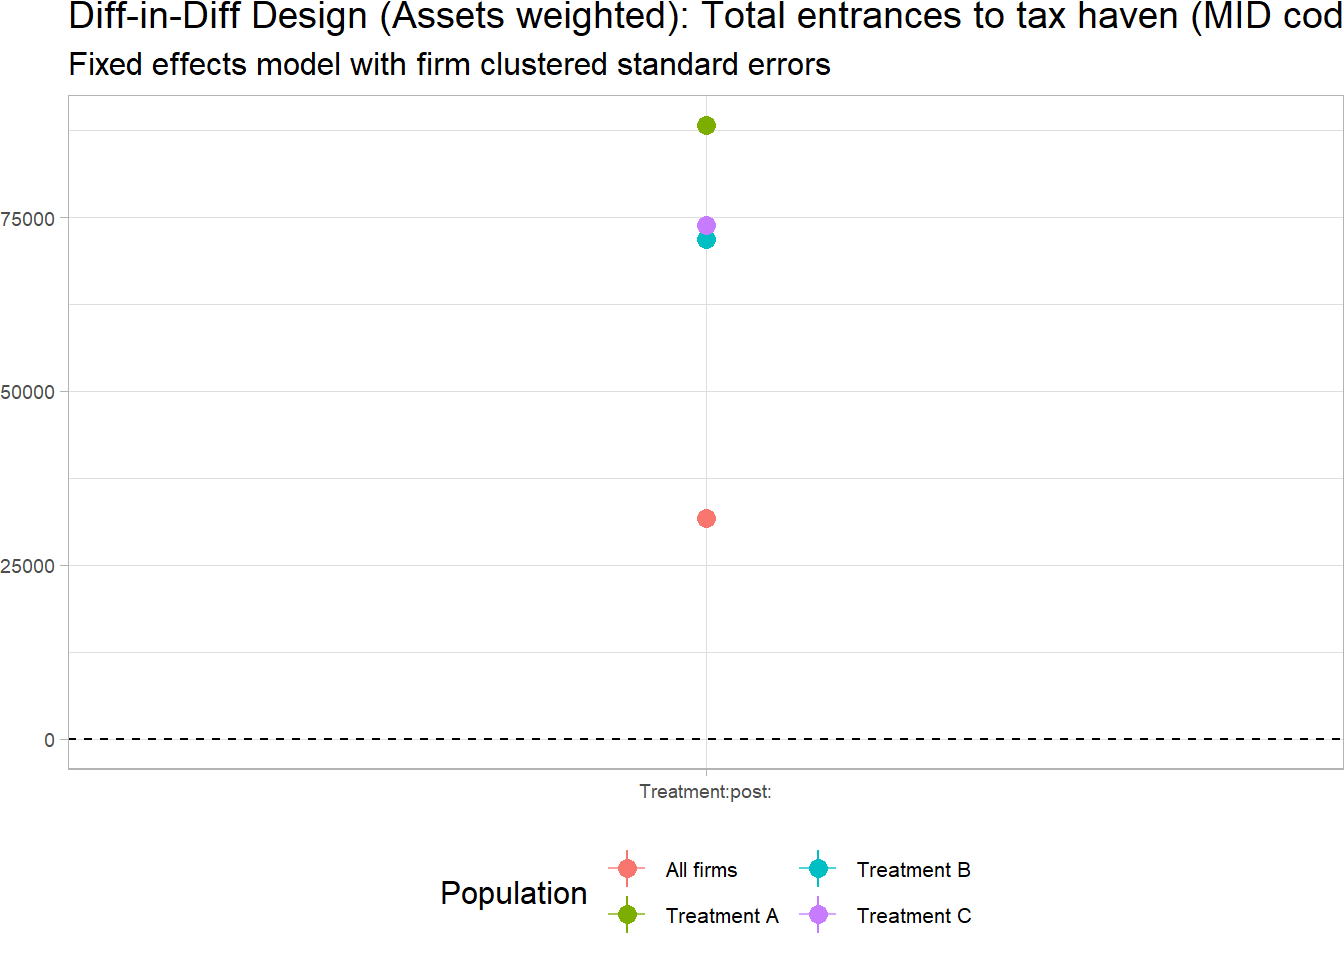 Diff-in-Diff Design (Assets weighted): Total entrances to tax haven (MID cod
Fixed effects model with firm clustered standard errors
75000
50000
25000
0
Treatment:post:
Population
All firms
Treatment B
Treatment A
Treatment C